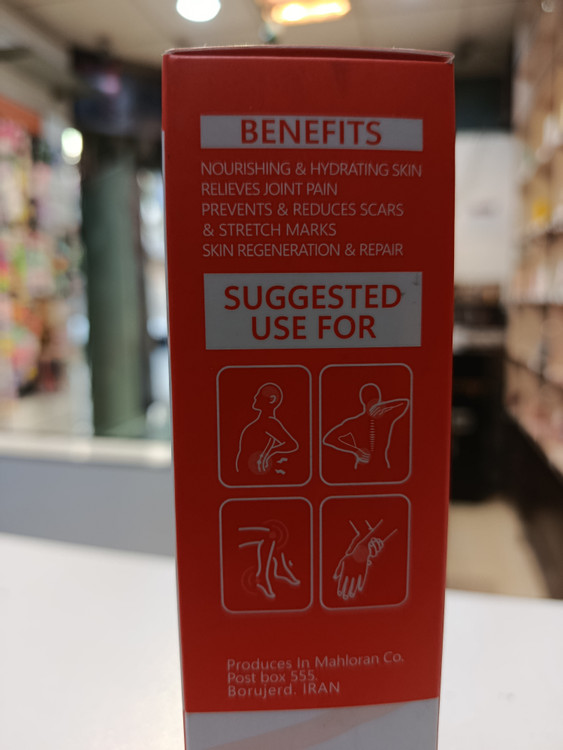 BENEFITS
NOURISHING & HYDRATING SKIN
RELIEVES JOINT PAIN
PREVENTS & REDUCES SCARS
& STRETCH MARKS
SKIN REGENERATION & REPAIR
SUGGESTED
USE FOR
Produces In Mahloran Co.
Post box 555.
Borujerd. IRAN